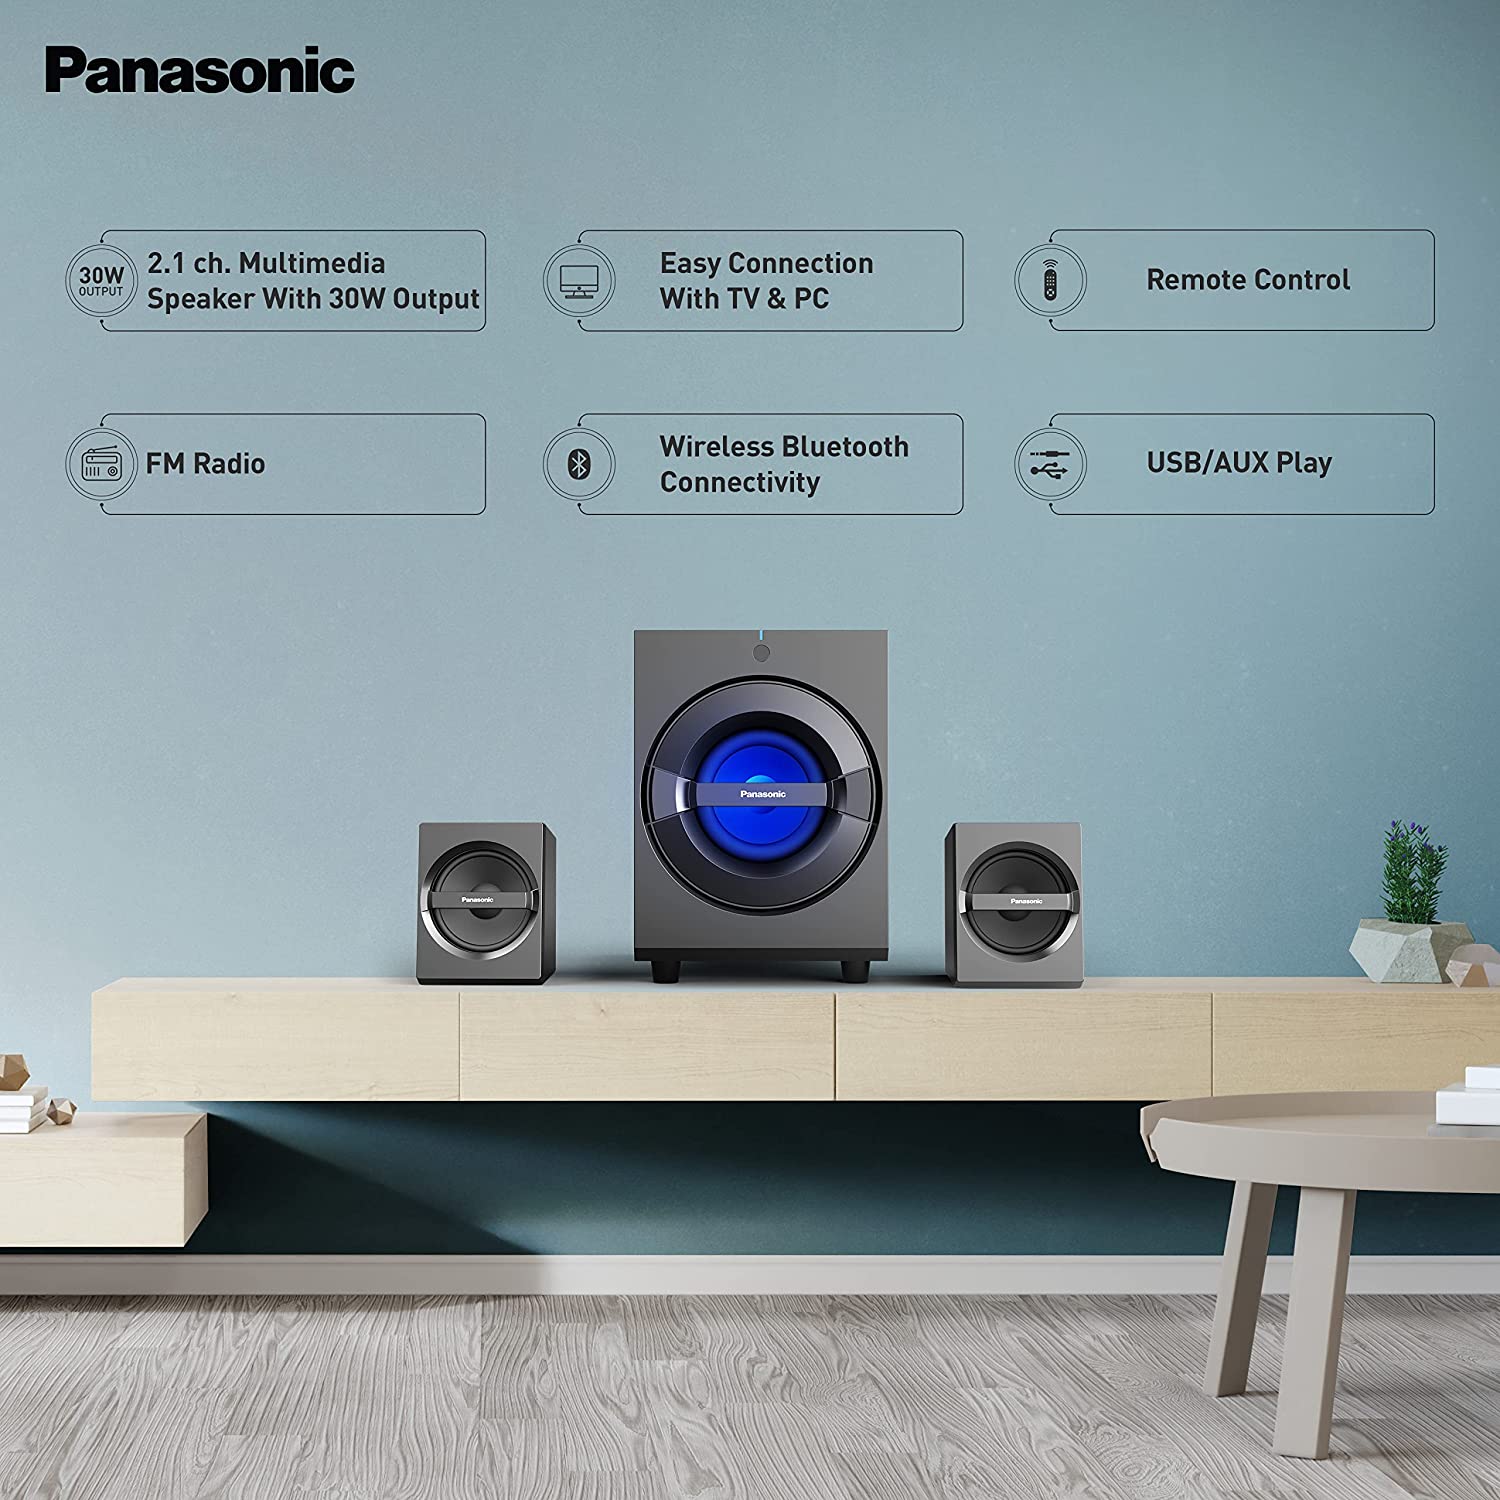 Panasonic
30W
OUTPUT
2.1 ch. Multimedia
Speaker With 30W Output
Easy Connection
With TV & PC
Remote Control
FM Radio
Wireless Bluetooth
Connectivity
USB/AUX Play
Panasonic
Panasonic
Panasonic